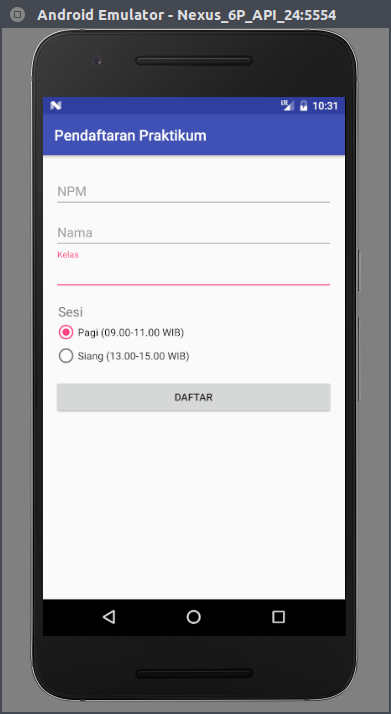 Android Emulator - Nexus_6P_API_24:5554
LTE 10:31
Pendaftaran Praktikum
NPM
Nama
Kelas
Sesi
Pagi (09.00-11.00 WIB)
Siang (13.00-15.00 WIB)
DAFTAR